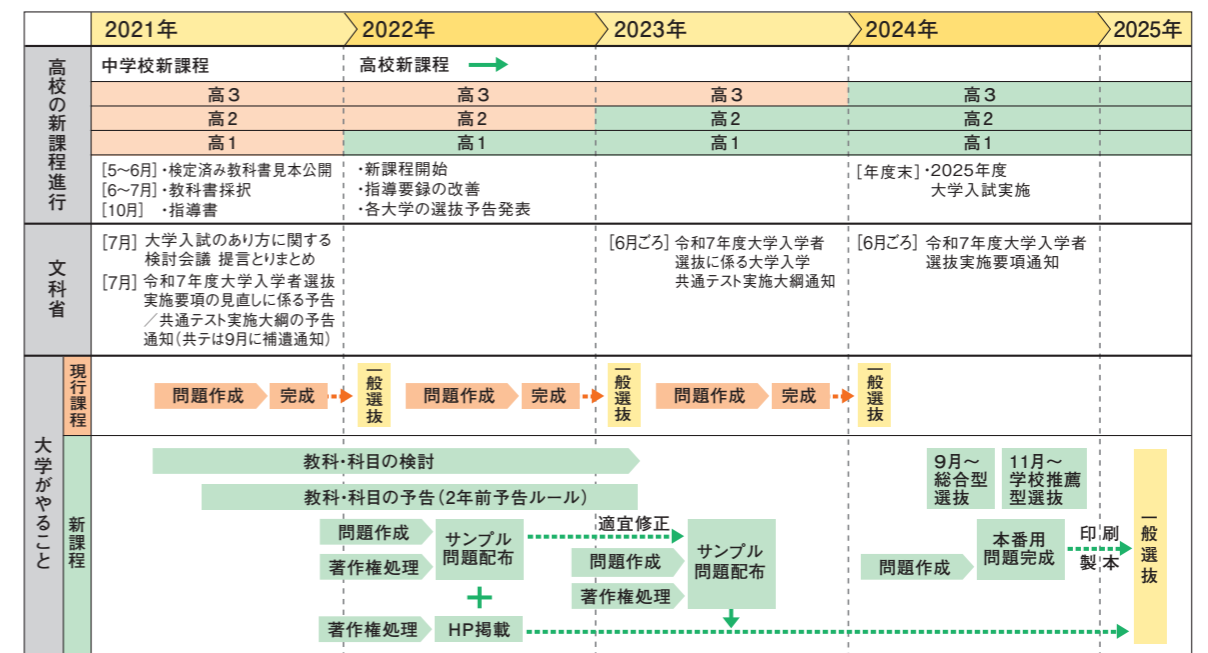 2021年
2022年
2023年
2024年
2025年
高校の新課程進行
中学校新課程
高校新課程
高3
高3
高3
高3
高2
高2
高2
高2
高1
高1
高1
高1
[5〜6月]・検定済み教科書見本公開
[6〜7月]・教科書採択
[10月] ・指導書
・新課程開始
・指導要録の改善
・各大学の選抜予告発表
[年度末]・2025年度
大学入試実施
文科省
[7月] 大学入試のあり方に関する
検討会議 提言とりまとめ
[7月] 令和7年度大学入学者選抜
実施要項の見直しに係る予告
／共通テスト実施大綱の予告
通知(共テは9月に補遺通知)
[6月ごろ] 令和7年度大学入学者
選抜に係る大学入学
共通テスト実施大綱通知
[6月ごろ] 令和7年度大学入学者
選抜実施要項通知
大学がやること
現行課程
問題作成
完成
一般選抜
問題作成
完成
一般選抜
問題作成
完成
一般選抜
新課程
教科・科目の検討
教科・科目の予告(2年前予告ルール)
問題作成
著作権処理
サンプル
問題配布
+
著作権処理
HP掲載
適宜修正
問題作成
著作権処理
サンプル
問題配布
9月〜
総合型
選抜
11月〜
学校推薦
型選抜
問題作成
本番用
問題完成
印刷
製本
一般選抜